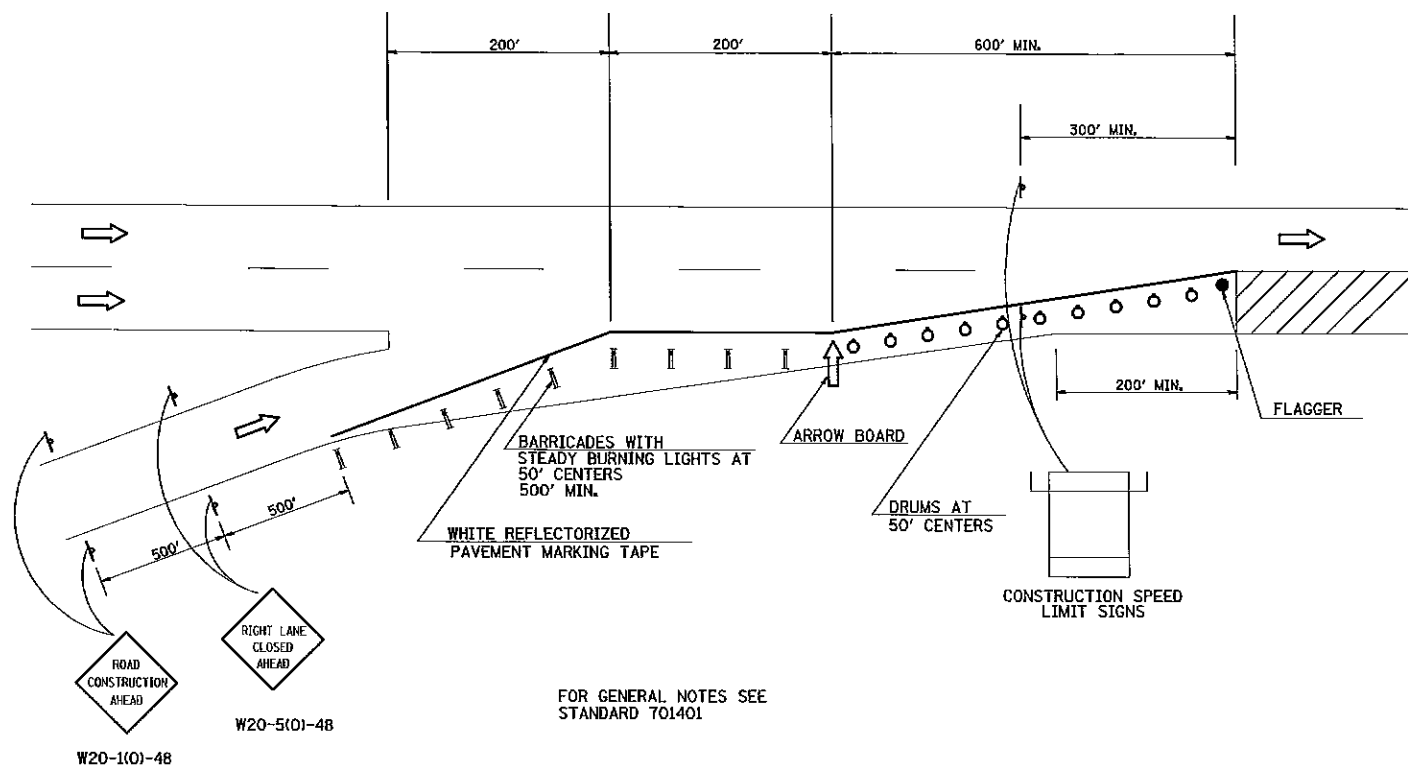 200'
200'
600' MIN.
300' MIN.
200' MIN.
FLAGGER
ARROW BOARD
BARRICADES WITH
STEADY BURNING LIGHTS AT
50' CENTERS
500' MIN.
DRUMS AT
50' CENTERS
WHITE REFLECTORIZED
PAVEMENT MARKING TAPE
500'
500'
CONSTRUCTION SPEED
LIMIT SIGNS
RIGHT LANE
CLOSED
AHEAD
W20-5(O)-48
ROAD
CONSTRUCTION
AHEAD
W20-1(O)-48
FOR GENERAL NOTES SEE
STANDARD 701401